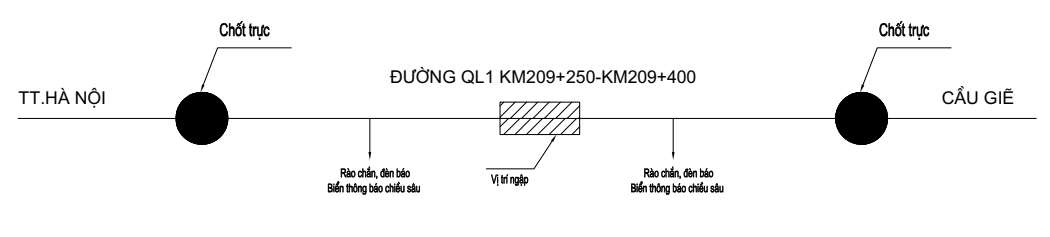 Chốt trực
Chốt trực
ĐƯỜNG QL1 KM209+250-KM209+400
TT.HÀ NỘI
CẦU GIẼ
Rào chắn, đèn báo
Biển thông báo chiều sâu
Vị trí ngập
Rào chắn, đèn báo
Biển thông báo chiều sâu